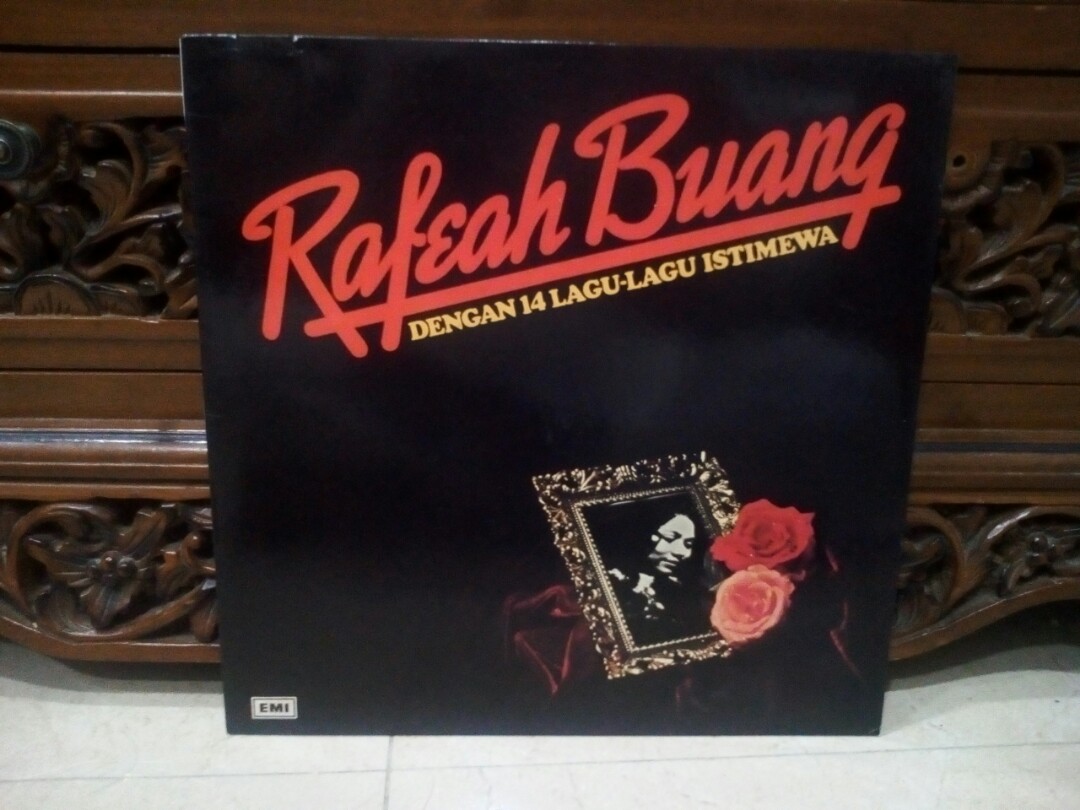 Rafeah Buang
DENGAN 14 LAGU-LAGU ISTIMEWA
EMI